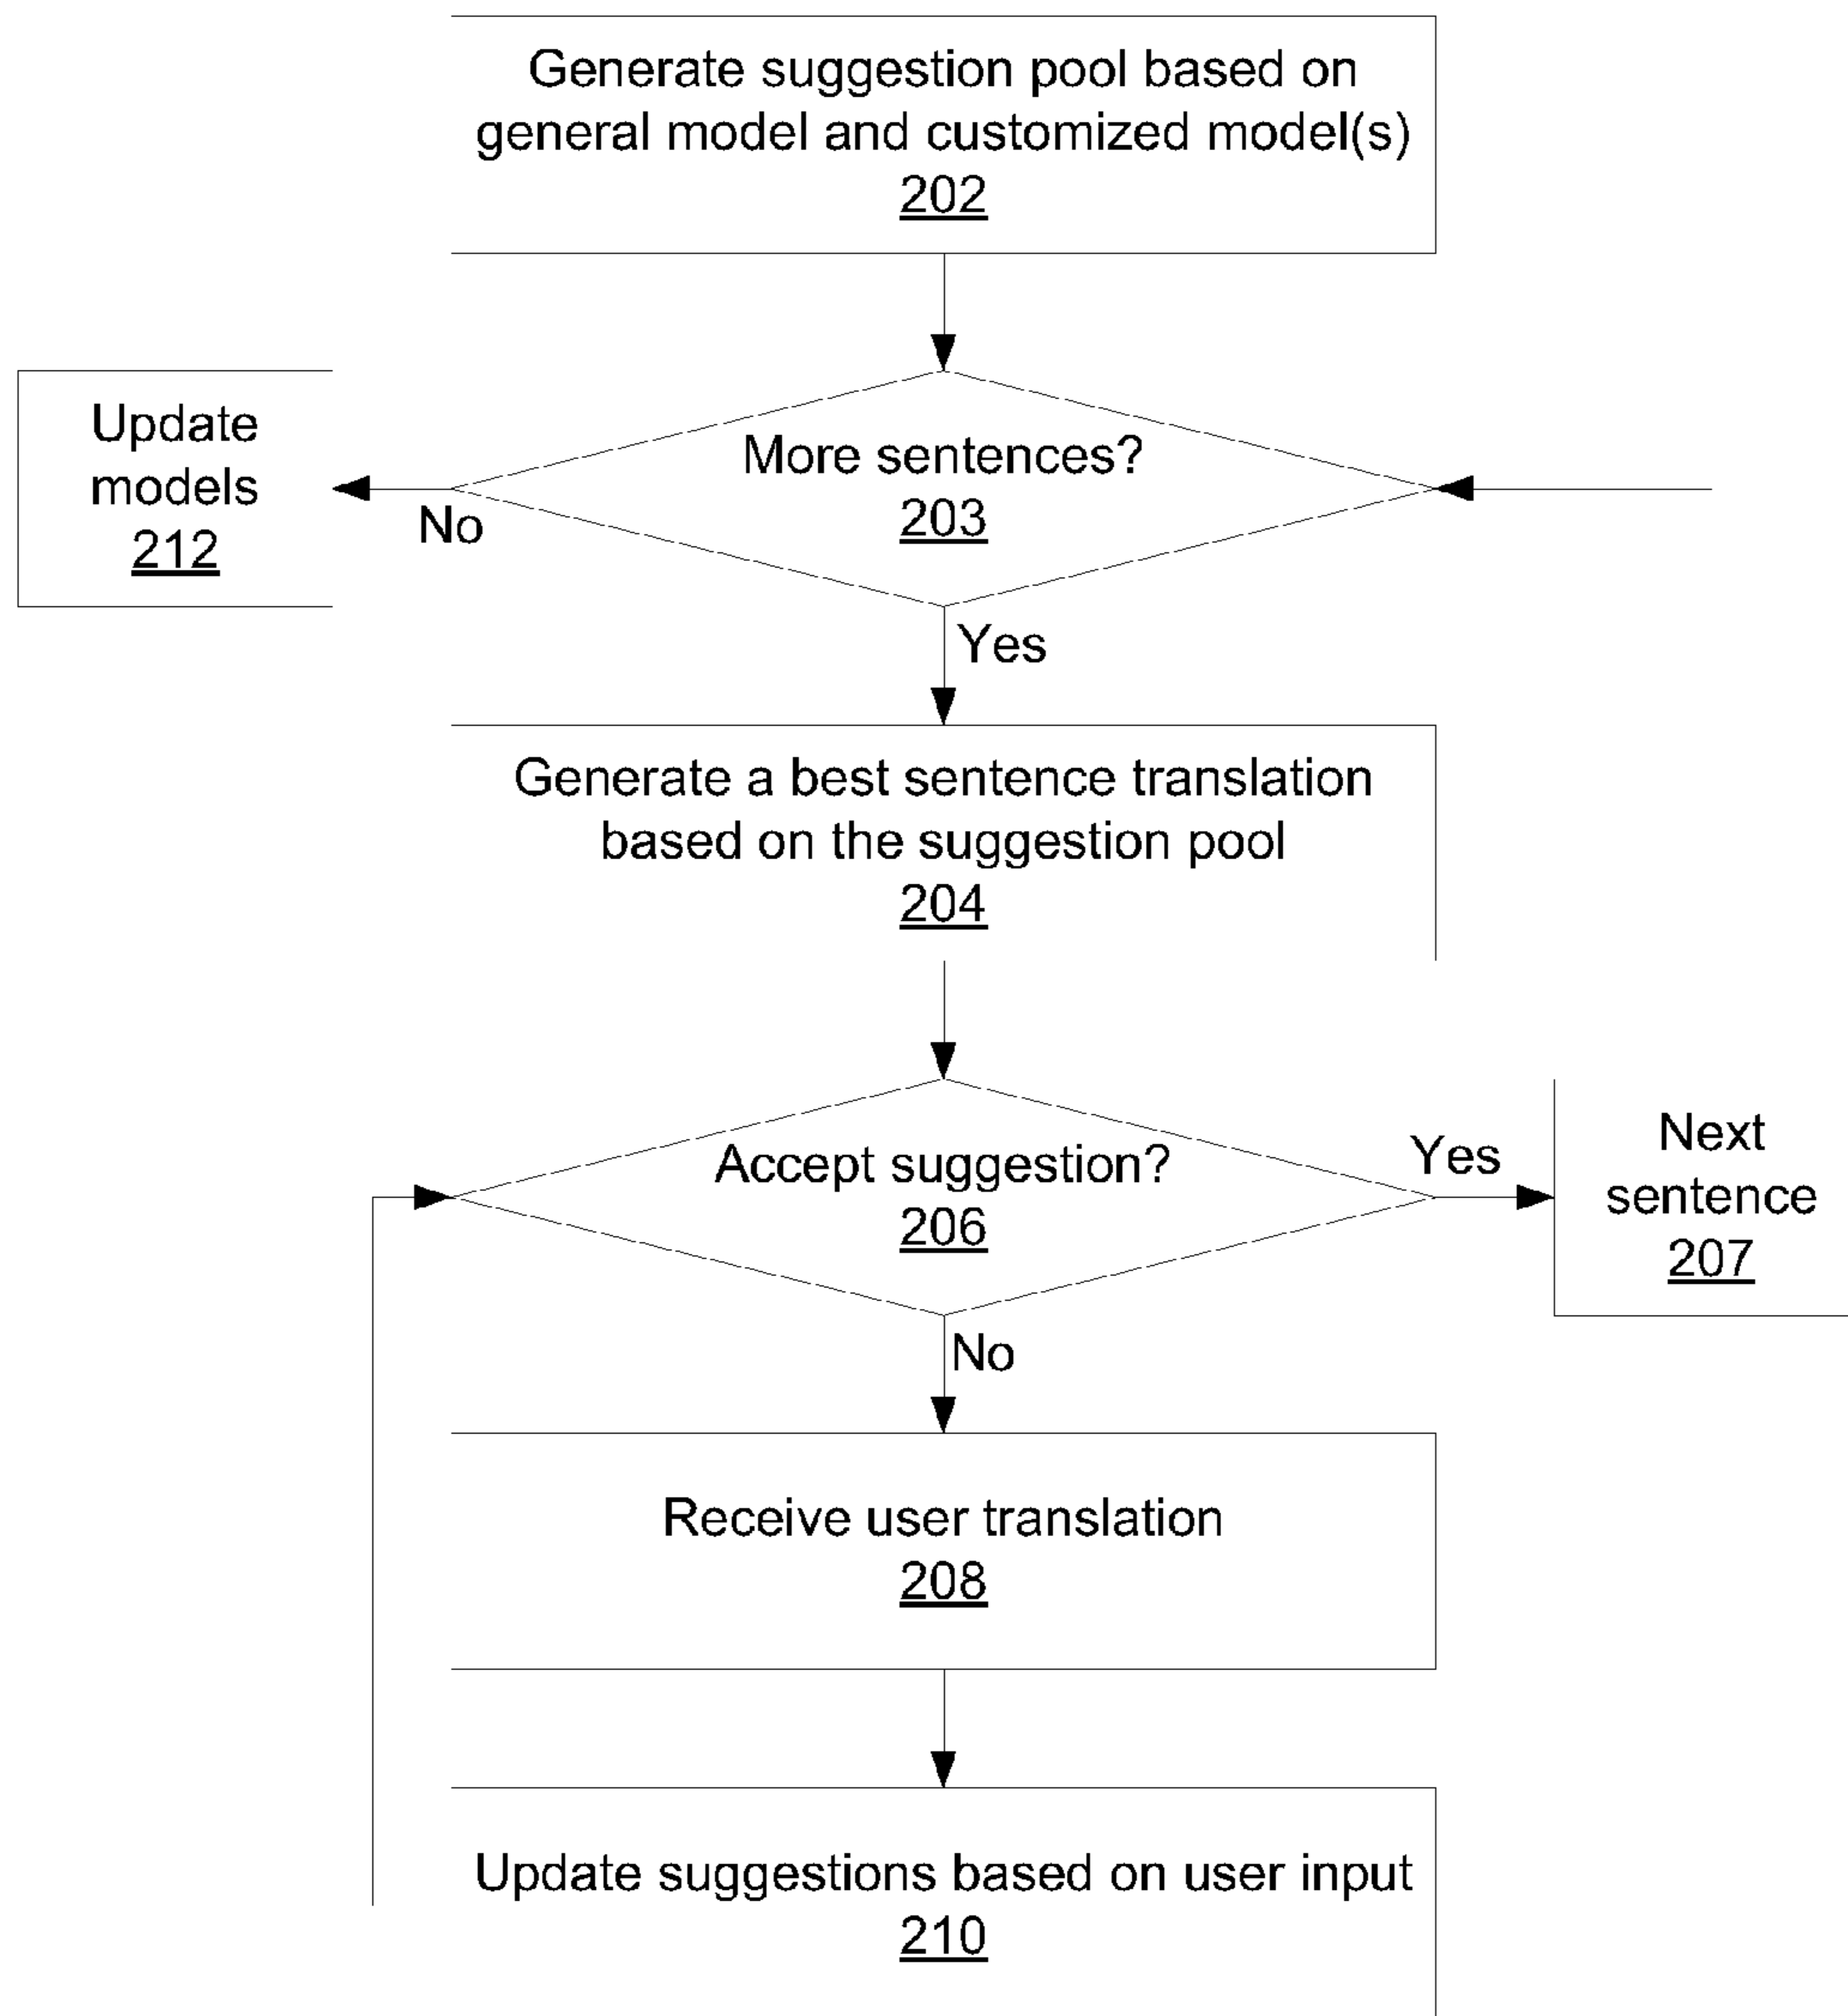 Generate suggestion pool based on
general model and customized model(s)
202
Update
models
212
More sentences?
203
No
Yes
Generate a best sentence translation
based on the suggestion pool
204
Accept suggestion?
206
Yes
Next
sentence
207
No
Receive user translation
208
Update suggestions based on user input
210